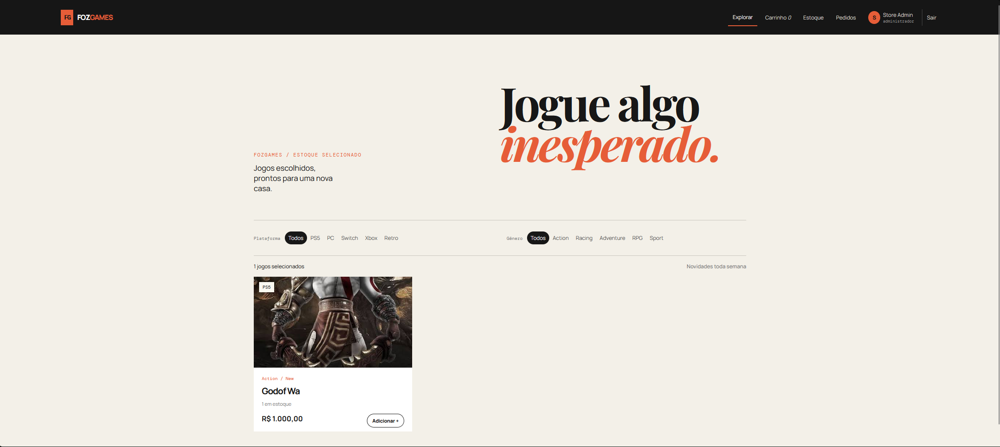 FG FOZGAMES
Explorar Carrinho 0 Estoque Pedidos S Store Admin administrador Sair
Jogue algo
inesperado.
FOZGAMES / ESTOQUE SELECIONADO
Jogos escolhidos,
prontos para uma nova
casa.
Plataforma Todos PS5 PC Switch Xbox Retro
Gênero Todos Action Racing Adventure RPG Sport
1 jogos selecionados
Novidades toda semana
PS5
Action / New
God of Wa
1 em estoque
R$ 1.000,00
Adicionar +